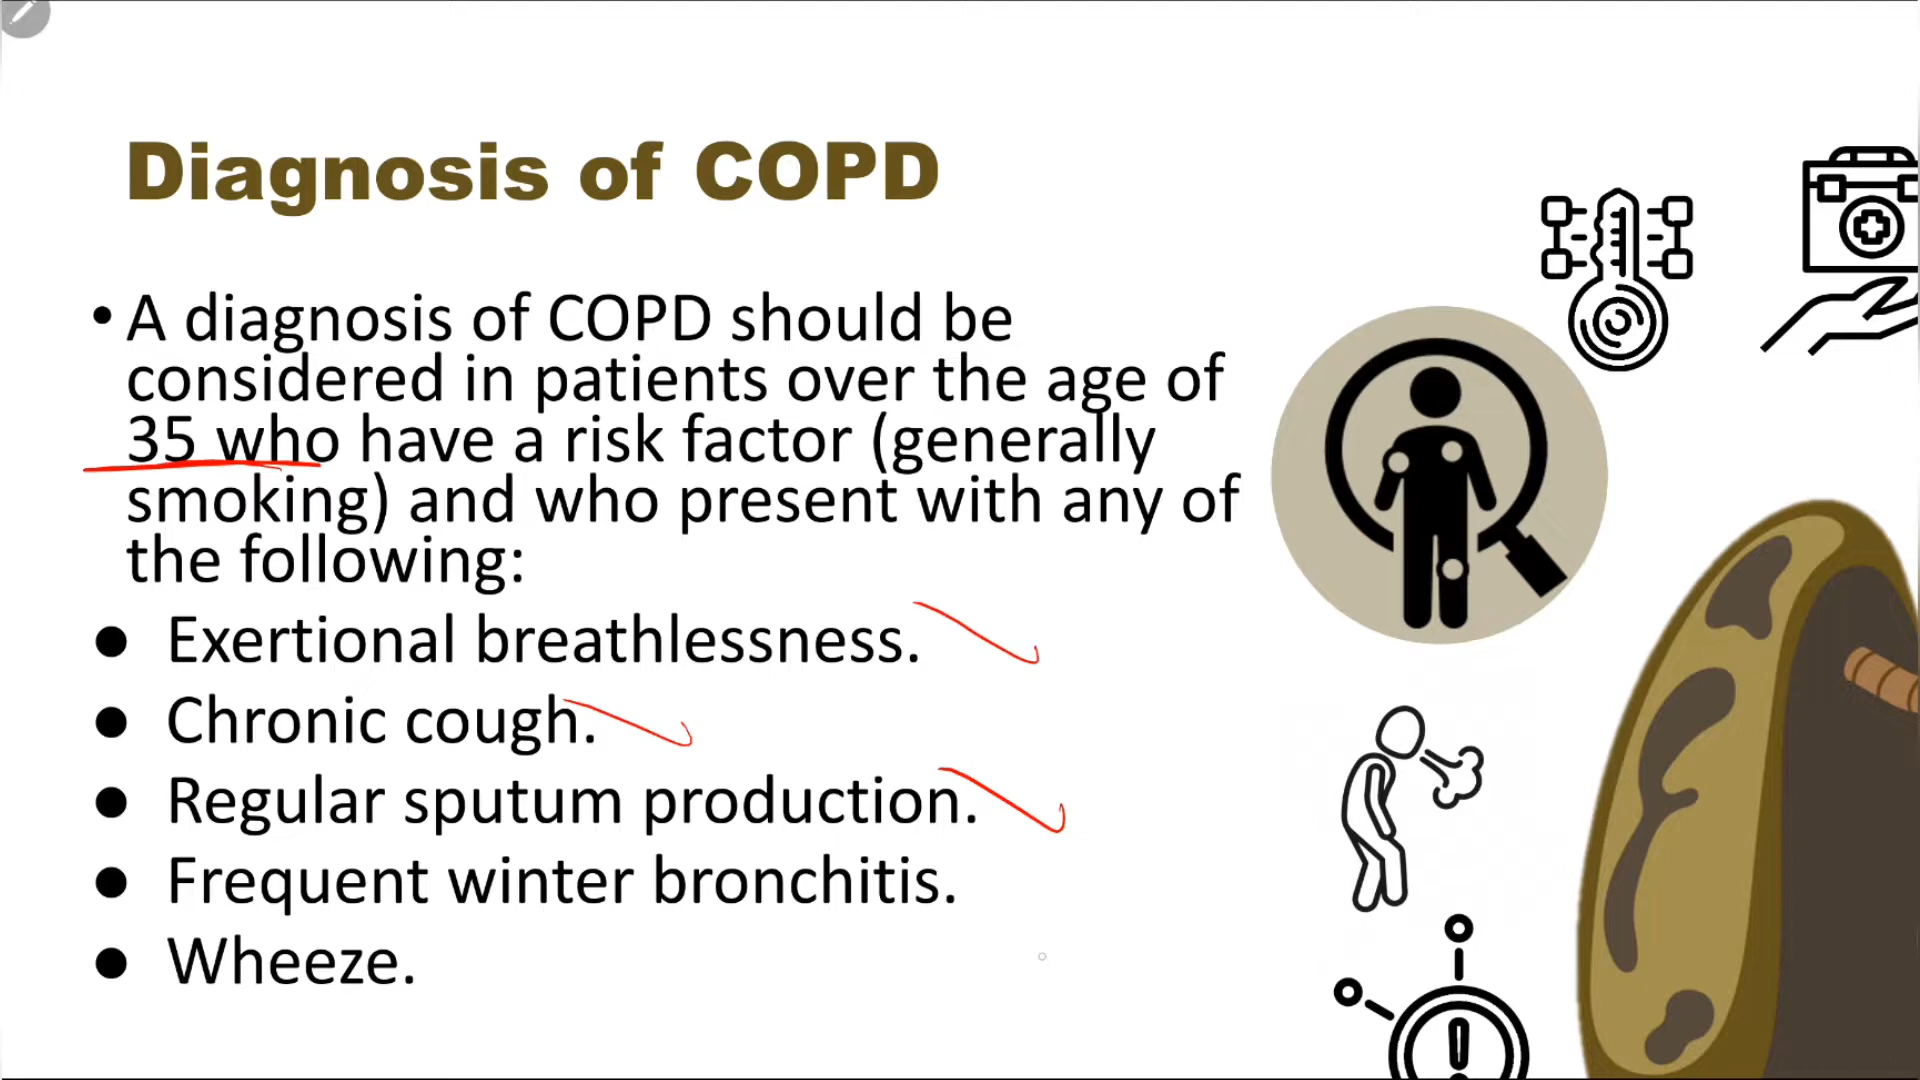 Diagnosis of COPD
• A diagnosis of COPD should be
considered in patients over the age of
35 who have a risk factor (generally
smoking) and who present with any of
the following:
● Exertional breathlessness.
● Chronic cough.
● Regular sputum production.
● Frequent winter bronchitis.
● Wheeze.